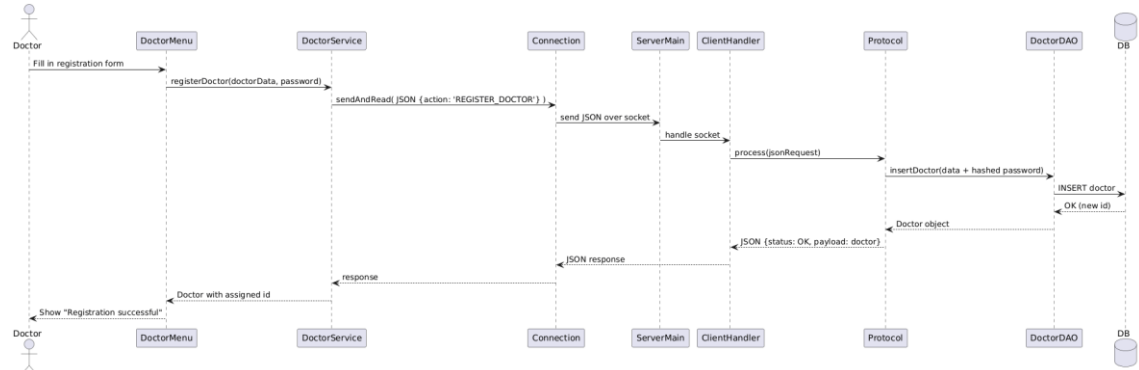 Doctor
DoctorMenu
DoctorService
Connection
ServerMain
ClientHandler
Protocol
DoctorDAO
DB
Fill in registration form
registerDoctor(doctorData, password)
sendAndRead( JSON {action: 'REGISTER_DOCTOR'} )
send JSON over socket
handle socket
process(jsonRequest)
insertDoctor(data + hashed password)
INSERT doctor
OK (new id)
Doctor object
JSON {status: OK, payload: doctor}
JSON response
response
Doctor with assigned id
Show "Registration successful"
Doctor
DoctorMenu
DoctorService
Connection
ServerMain
ClientHandler
Protocol
DoctorDAO
DB